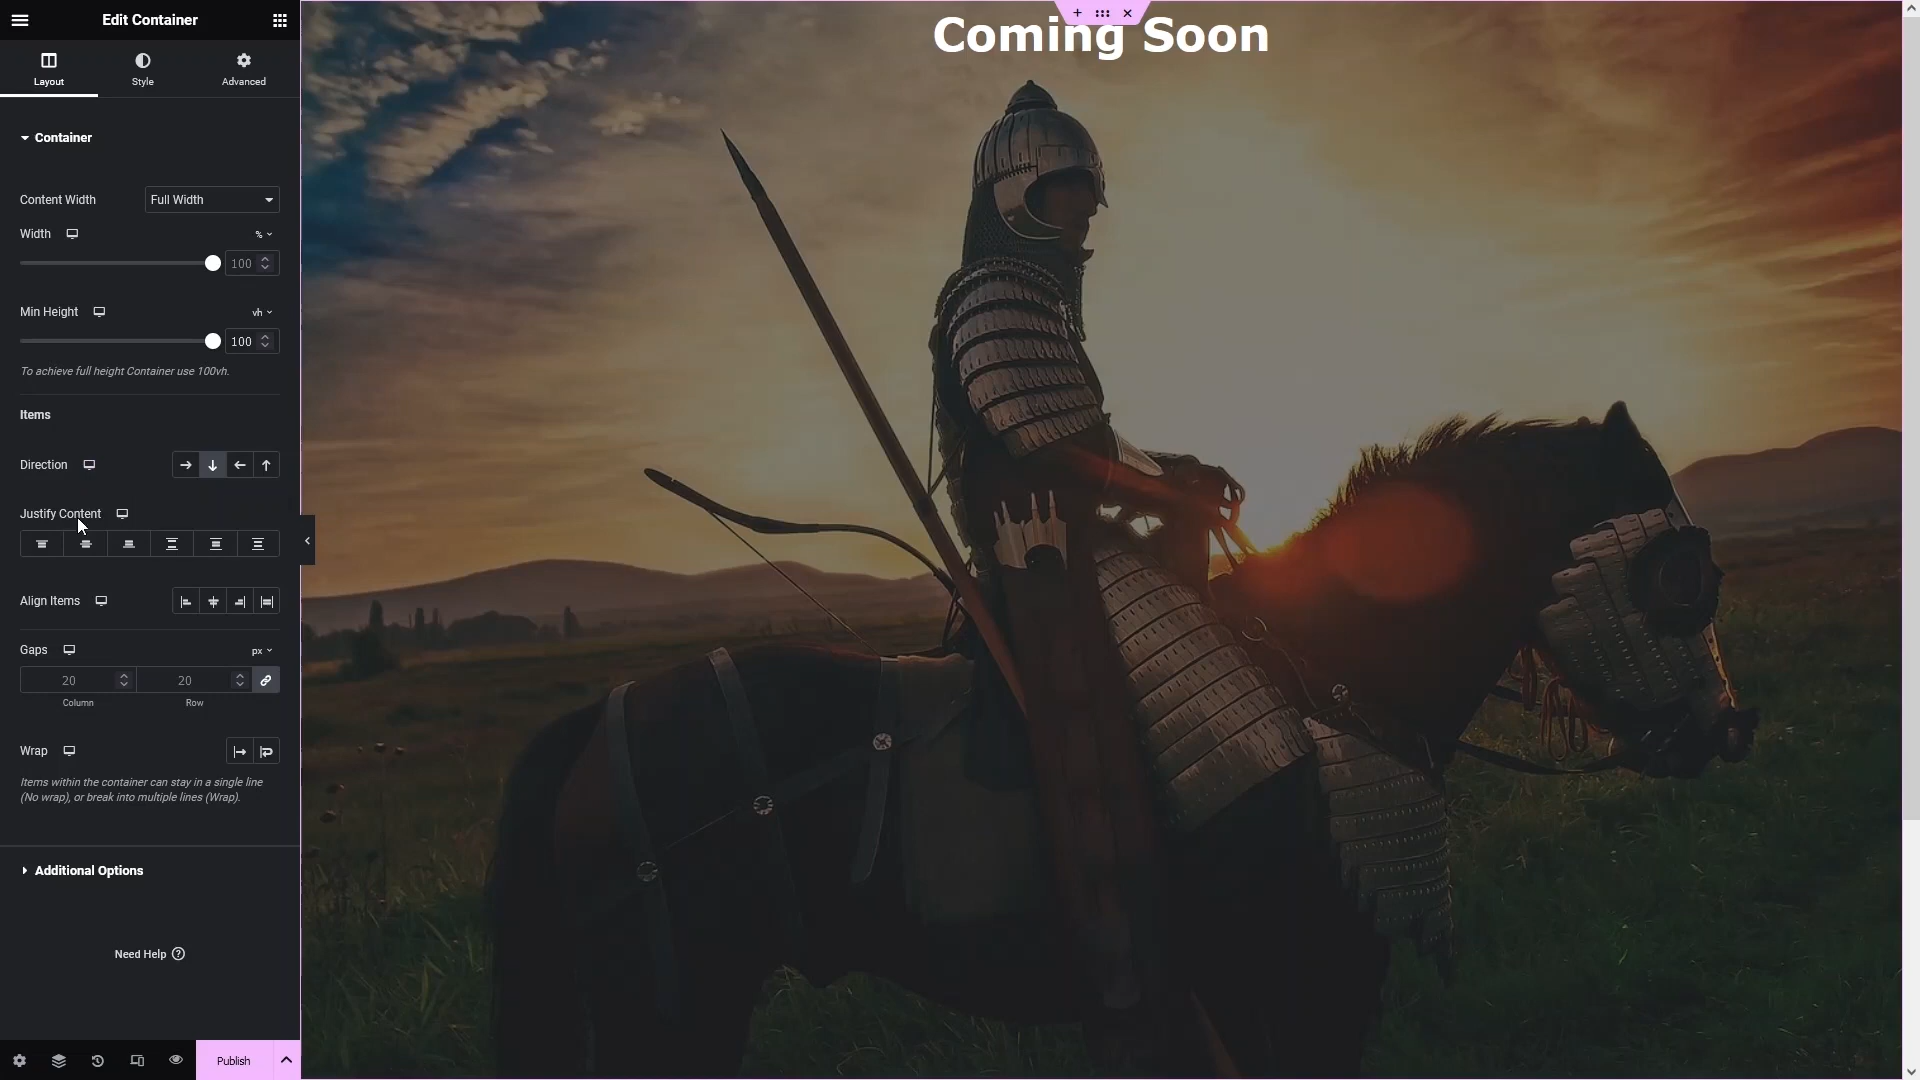 Edit Container
Coming Soon
Layout
Style
Advanced
Container
Content Width
Full Width
Width
%
100
Min Height
vh
100
To achieve full height Container use 100vh.
Items
Direction
Justify Content
Align Items
Gaps
px
20
20
Column
Row
Wrap
Items within the container can stay in a single line
(No wrap), or break into multiple lines (Wrap).
Additional Options
Need Help
Publish